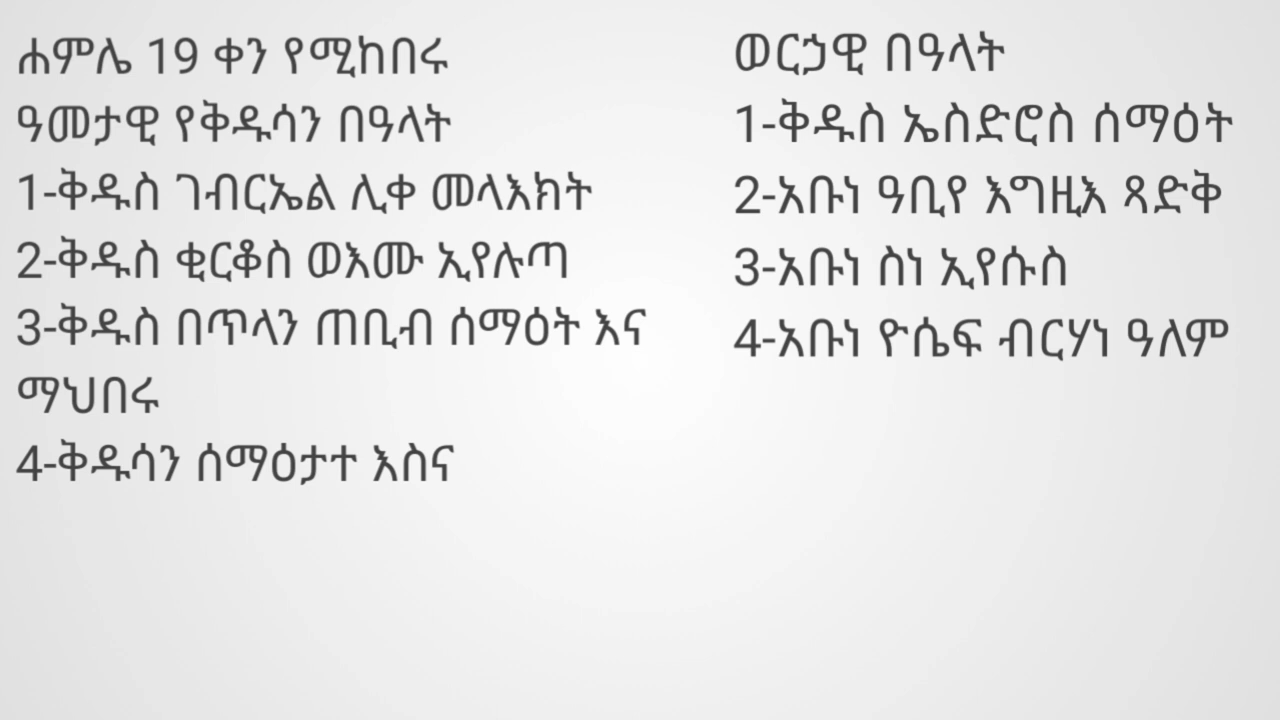 ሐምሌ 19 ቀን የሚከበሩ
ዓመታዊ የቅዱሳን በዓላት
1-ቅዱስ ገብርኤል ሊቀ መላእክት
2-ቅዱስ ቂርቆስ ወእሙ ኢየሉጣ
3-ቅዱስ በጥላን ጠቢብ ሰማዕት እና
ማህበሩ
4-ቅዱሳን ሰማዕታተ እስና
ወርኃዊ በዓላት
1-ቅዱስ ኤስድሮስ ሰማዕት
2-አቡነ ዓቢየ እግዚእ ጻድቅ
3-አቡነ ስነ ኢየሱስ
4-አቡነ ዮሴፍ ብርሃነ ዓለም